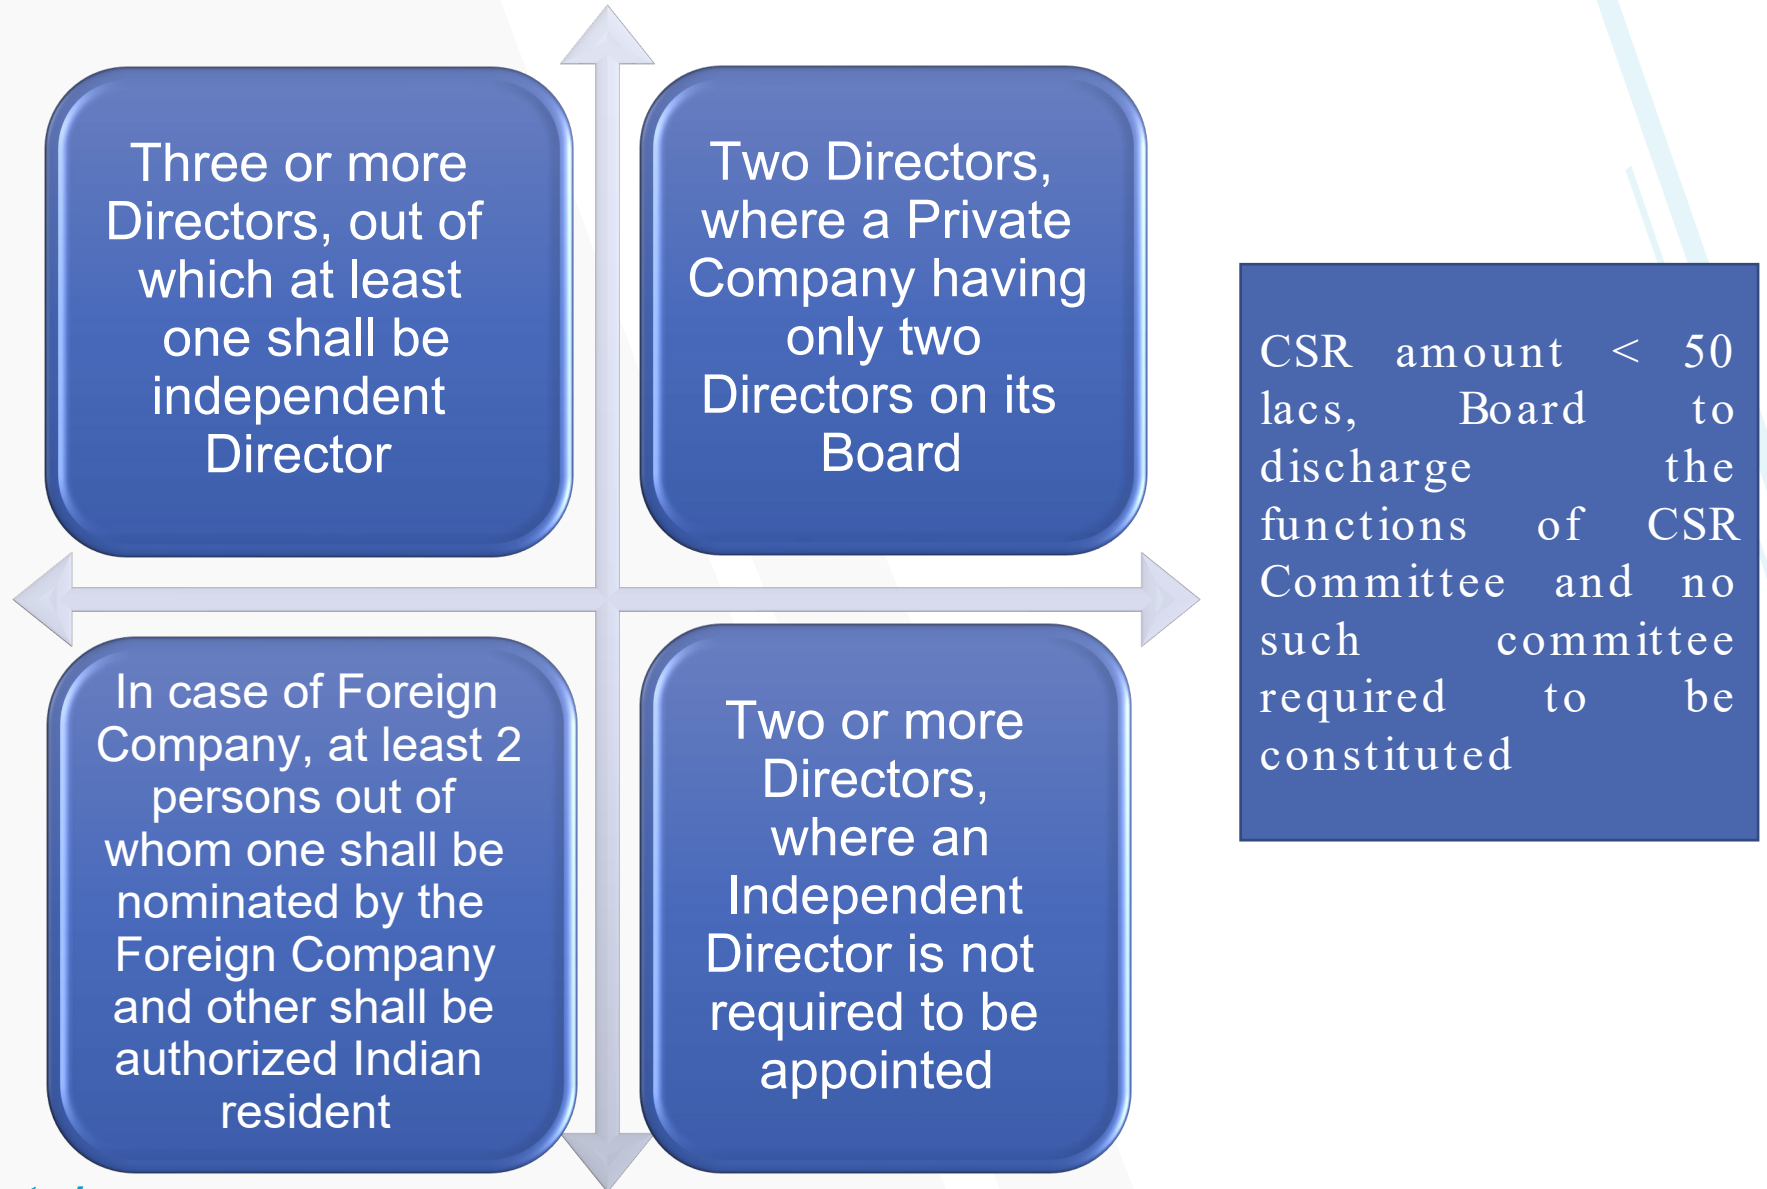 Three or more
Directors, out of
which at least
one shall be
independent
Director
Two Directors,
where a Private
Company having
only two
Directors on its
Board
In case of Foreign
Company, at least 2
persons out of
whom one shall be
nominated by the
Foreign Company
and other shall be
authorized Indian
resident
Two or more
Directors,
where an
Independent
Director is not
required to be
appointed
CSR amount < 50
lacs, Board to
discharge the
functions of CSR
Committee and no
such committee
required to be
constituted